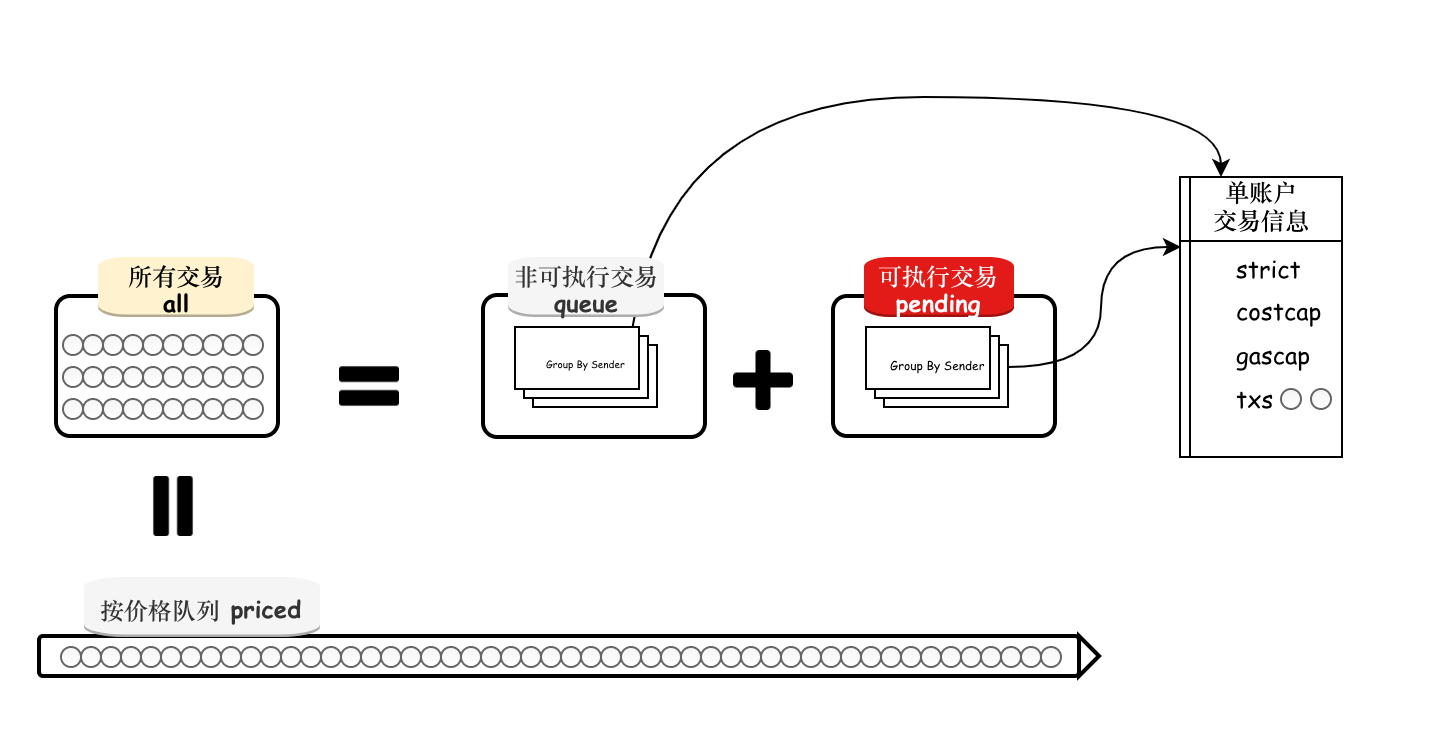 所有交易
all
非可执行交易
queue
Group By Sender
可执行交易
pending
Group By Sender
单账户
交易信息
strict
costcap
gascap
txs
按价格队列 priced